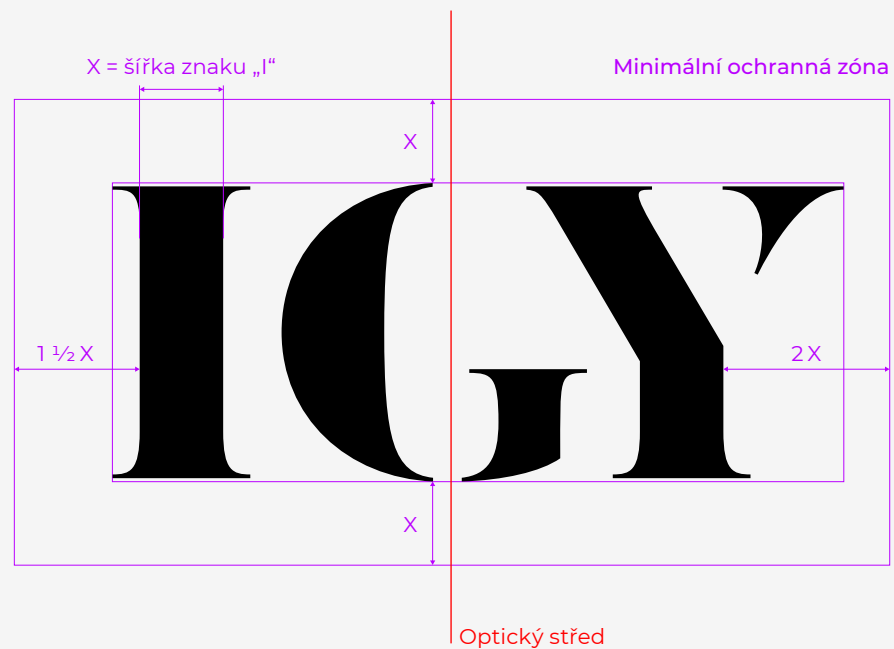 X = šířka znaku „I“
Minimální ochranná zóna
X
IGY
1 ½ X
2 X
X
Optický střed